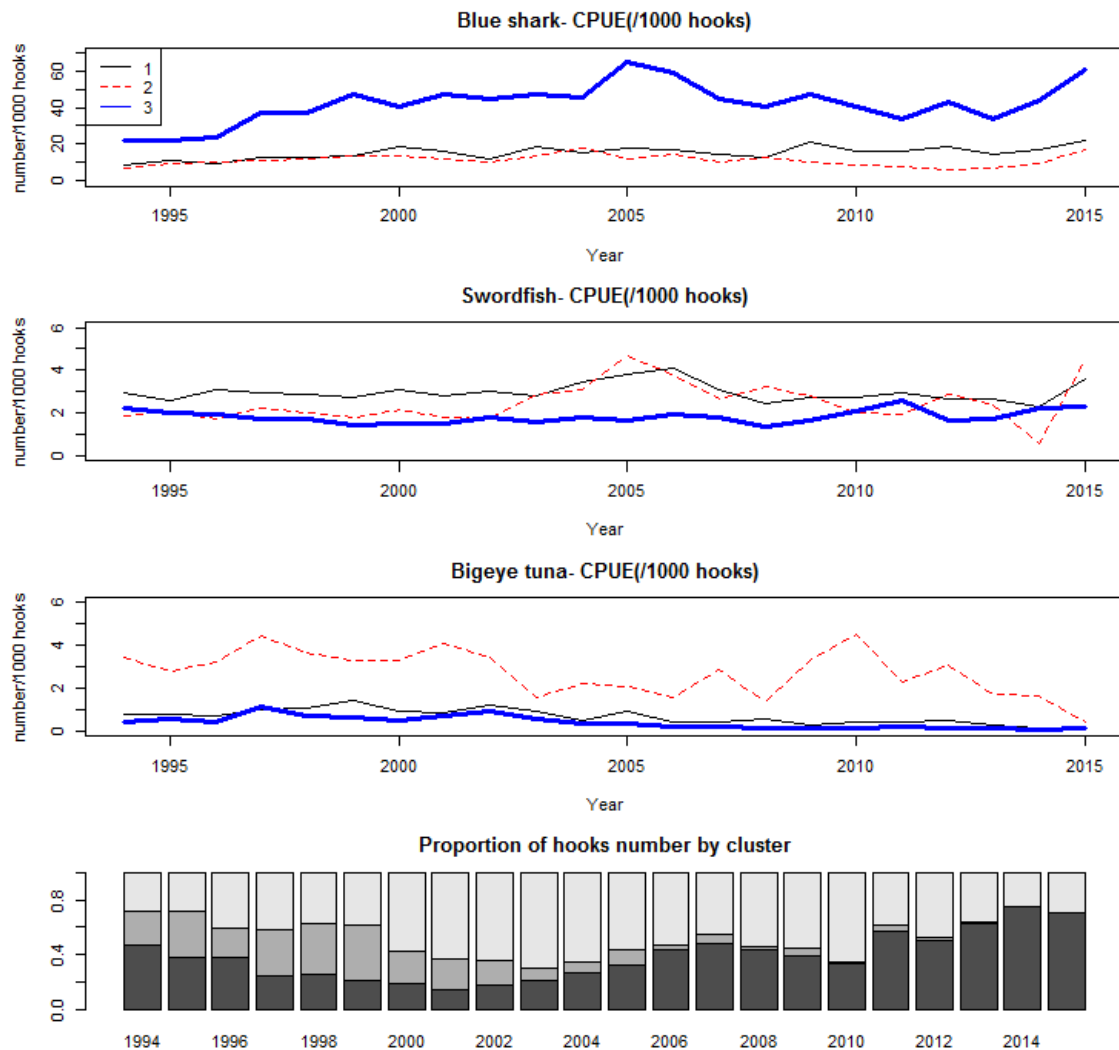 Blue shark- CPUE(/1000 hooks)
number/1000 hooks
60
40
20
0
1
2
3
1995 2000 2005 2010 2015
Year
Swordfish- CPUE(/1000 hooks)
number/1000 hooks
6
4
2
0
1995 2000 2005 2010 2015
Year
Bigeye tuna- CPUE(/1000 hooks)
number/1000 hooks
6
4
2
0
1995 2000 2005 2010 2015
Year
Proportion of hooks number by cluster
0.8
0.4
0.0
1994 1996 1998 2000 2002 2004 2006 2008 2010 2012 2014